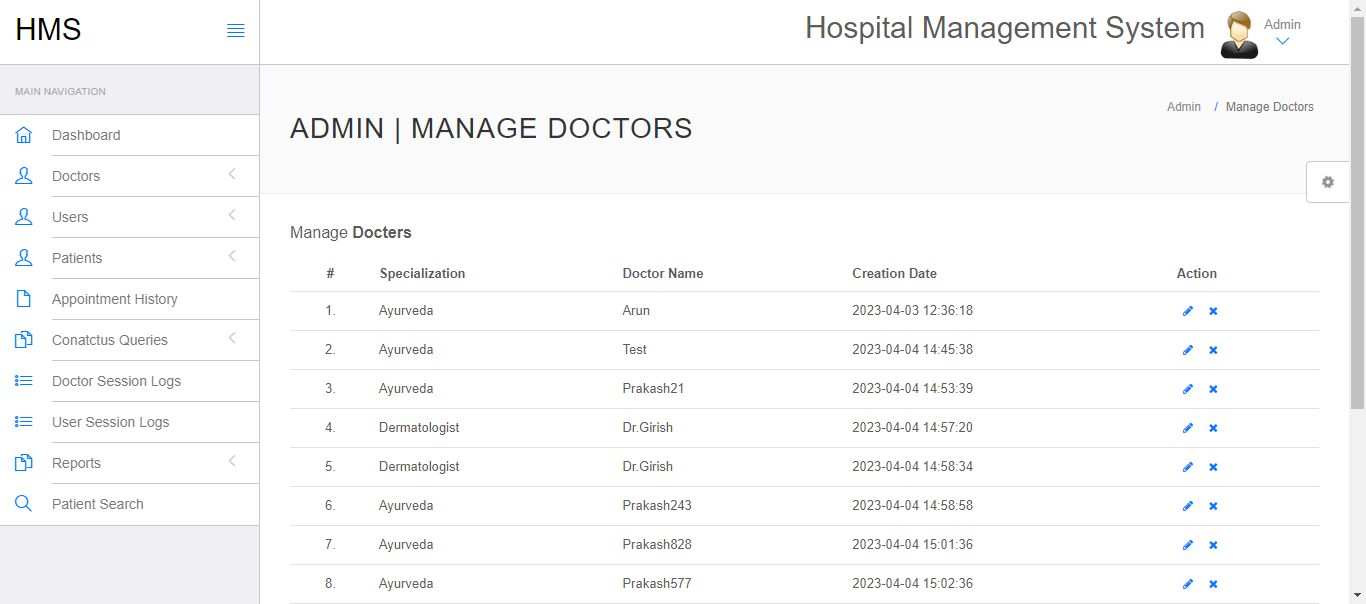 HMS
Hospital Management System
Admin
MAIN NAVIGATION
Dashboard
Doctors
Users
Patients
Appointment History
Conatctus Queries
Doctor Session Logs
User Session Logs
Reports
Patient Search
ADMIN | MANAGE DOCTORS
Admin / Manage Doctors
Manage Docters
# Specialization Doctor Name Creation Date Action
1. Ayurveda Arun 2023-04-03 12:36:18
2. Ayurveda Test 2023-04-04 14:45:38
3. Ayurveda Prakash21 2023-04-04 14:53:39
4. Dermatologist Dr.Girish 2023-04-04 14:57:20
5. Dermatologist Dr.Girish 2023-04-04 14:58:34
6. Ayurveda Prakash243 2023-04-04 14:58:58
7. Ayurveda Prakash828 2023-04-04 15:01:36
8. Ayurveda Prakash577 2023-04-04 15:02:36